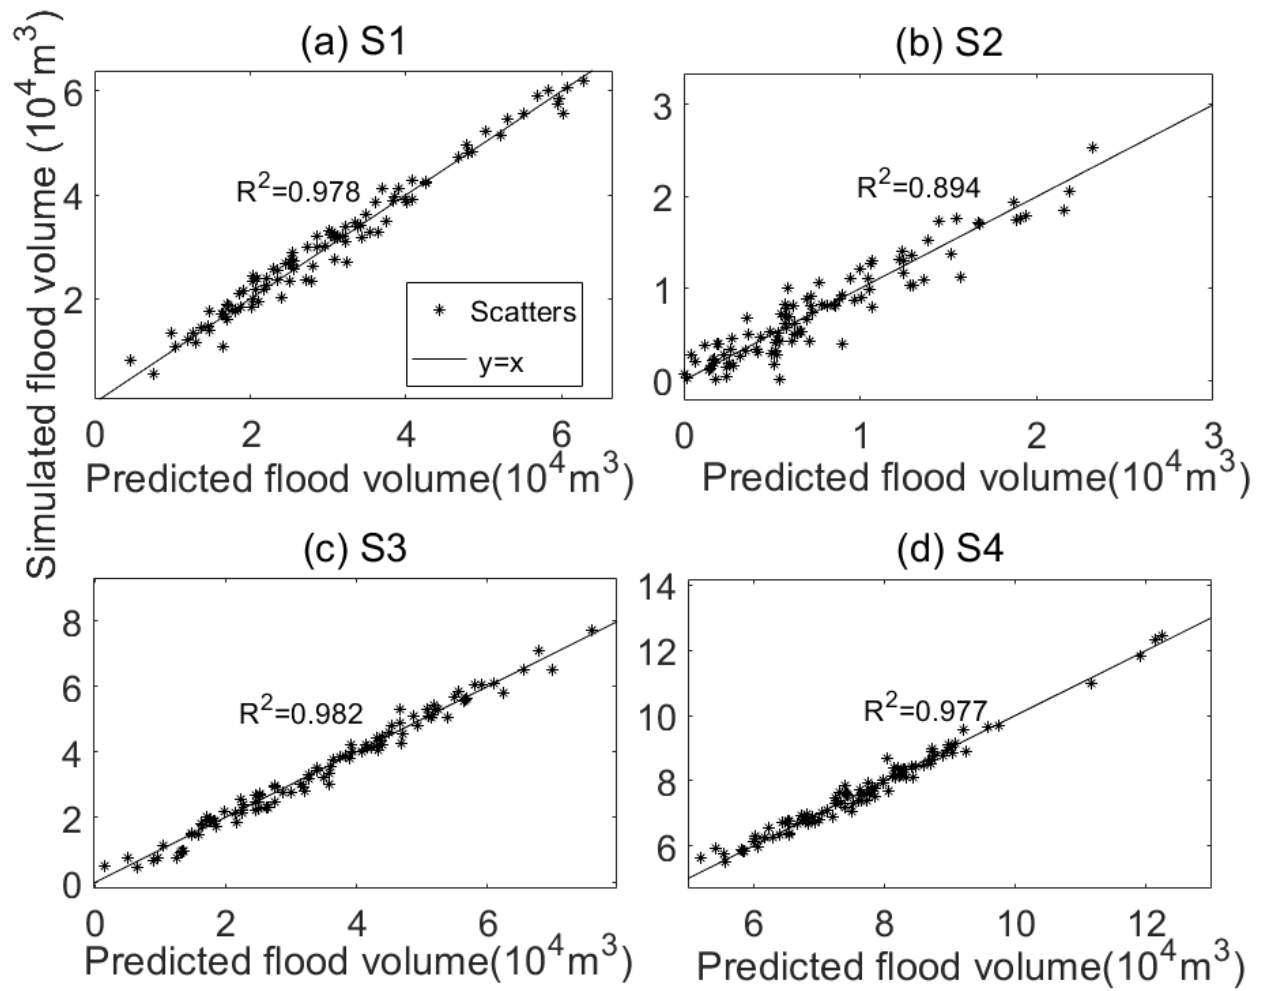 (a) S1
Simulated flood volume (10⁴m³)
6
4
2
R²=0.978
Scatters
y=x
0 2 4 6
Predicted flood volume(10⁴m³)
(b) S2
3
2
1
0
R²=0.894
0 1 2 3
Predicted flood volume(10⁴m³)
(c) S3
8
6
4
2
0
R²=0.982
0 2 4 6
Predicted flood volume(10⁴m³)
(d) S4
14
12
10
8
6
R²=0.977
6 8 10 12
Predicted flood volume(10⁴m³)